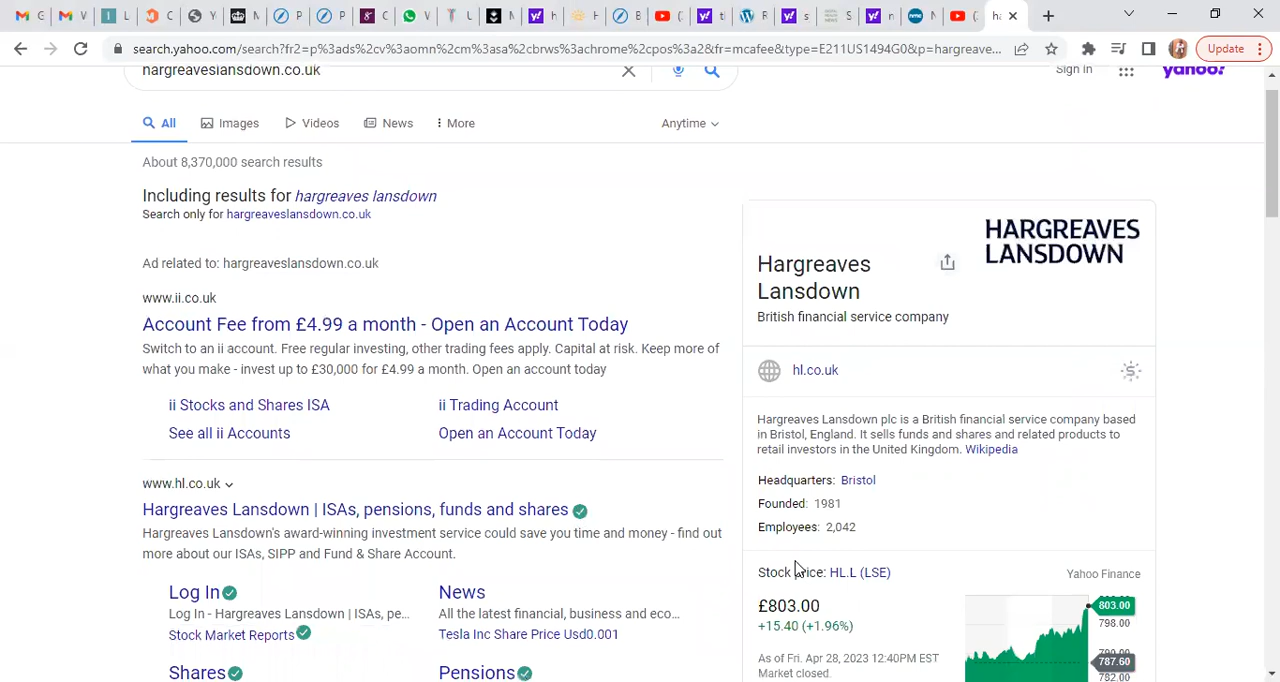 search.yahoo.com/search?fr2=p%3ads%2cv%3aomn%2cm%3asa%2cbrws%3achrome%2cpos%3a2&fr=mcafee&type=E211US1494G0&p=hargreave...
Update
hargreaveslansdown.co.uk
Sign In
yahoo!
All
Images
Videos
News
More
Anytime
About 8,370,000 search results
Including results for hargreaves lansdown
Search only for hargreaveslansdown.co.uk
Ad related to: hargreaveslansdown.co.uk
www.ii.co.uk
Account Fee from £4.99 a month - Open an Account Today
Switch to an ii account. Free regular investing, other trading fees apply. Capital at risk. Keep more of
what you make - invest up to £30,000 for £4.99 a month. Open an account today
ii Stocks and Shares ISA
ii Trading Account
See all ii Accounts
Open an Account Today
www.hl.co.uk
Hargreaves Lansdown | ISAs, pensions, funds and shares
Hargreaves Lansdown's award-winning investment service could save you time and money - find out
more about our ISAs, SIPP and Fund & Share Account.
Log In
News
Log In - Hargreaves Lansdown | ISAs, pe...
All the latest financial, business and eco...
Stock Market Reports
Tesla Inc Share Price Usd0.001
Shares
Pensions
HARGREAVES
LANSDOWN
Hargreaves
Lansdown
British financial service company
hl.co.uk
Hargreaves Lansdown plc is a British financial service company based
in Bristol, England. It sells funds and shares and related products to
retail investors in the United Kingdom. Wikipedia
Headquarters: Bristol
Founded: 1981
Employees: 2,042
Stock Price: HL.L (LSE)
Yahoo Finance
£803.00
+15.40 (+1.96%)
As of Fri. Apr 28, 2023 12:40PM EST
Market closed.
803.00
798.00
787.60
782.00